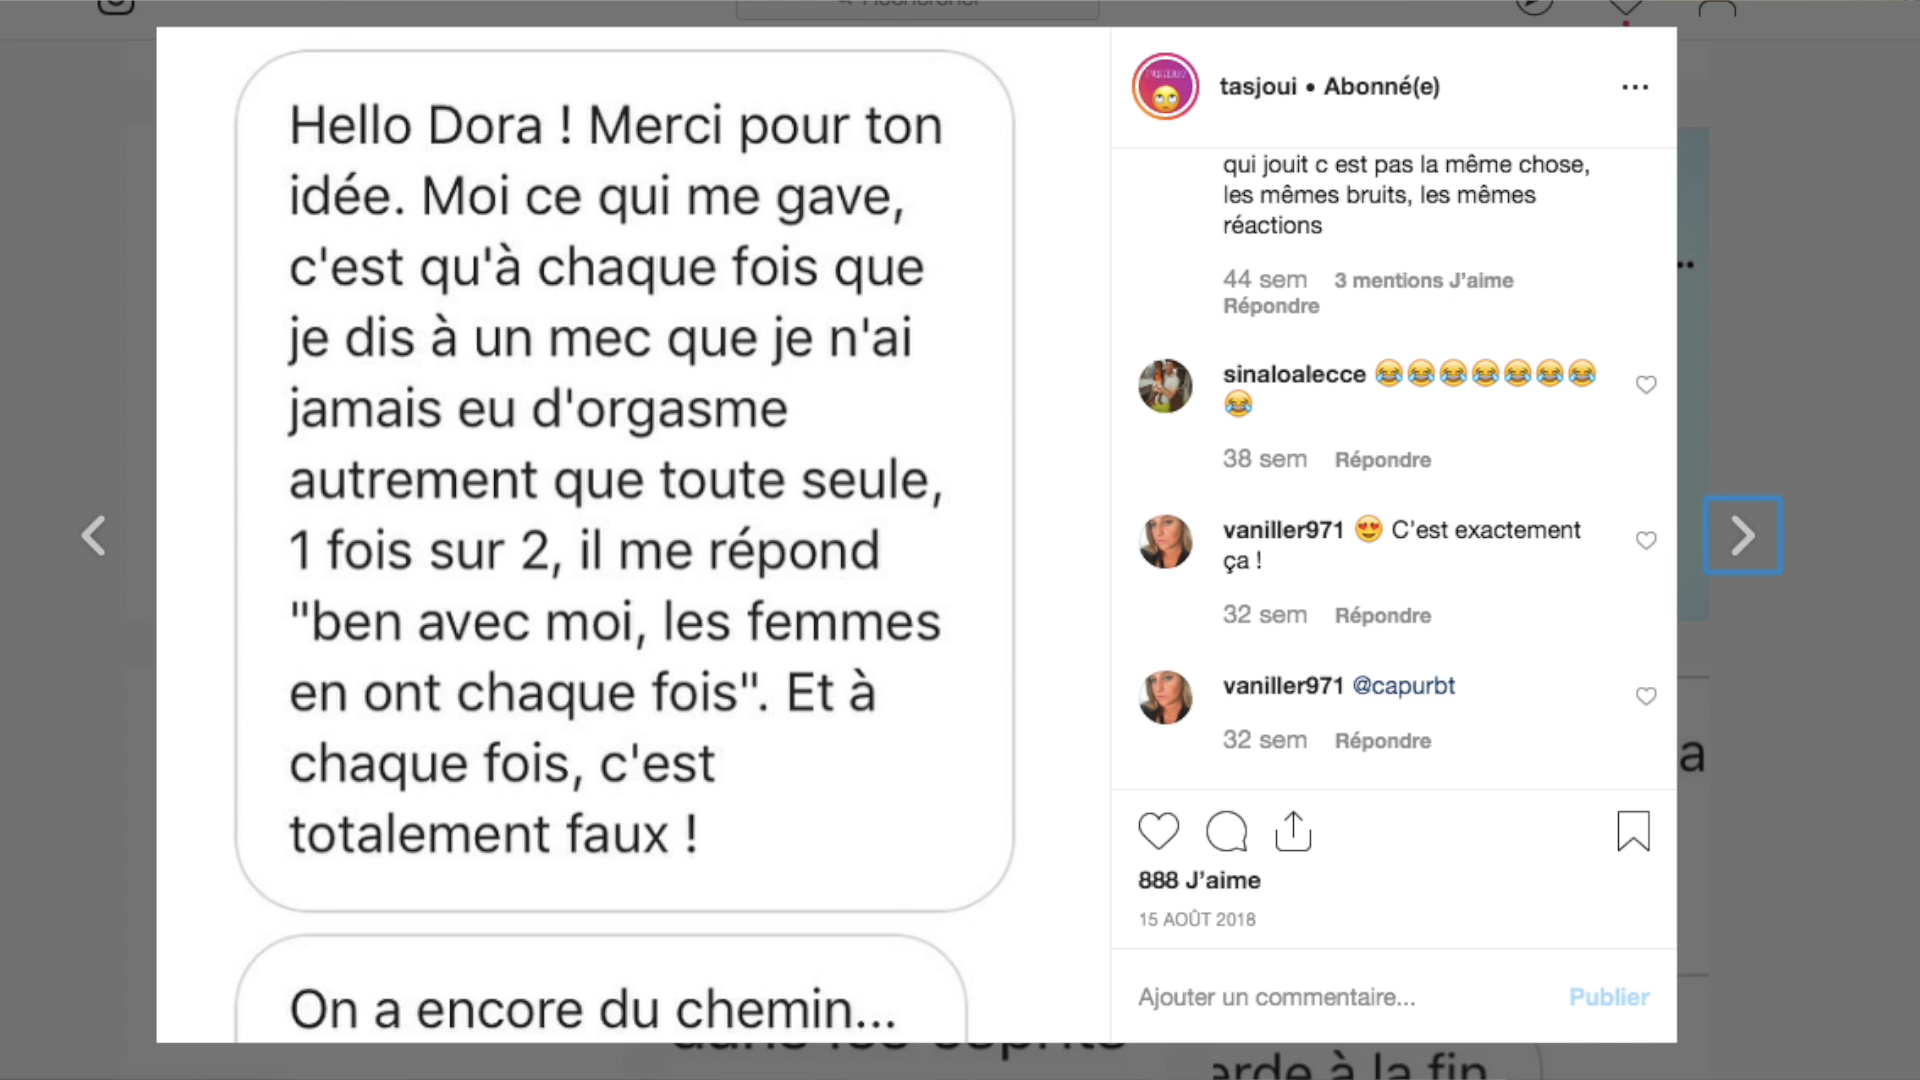 Hello Dora ! Merci pour ton
idée. Moi ce qui me gave,
c'est qu'à chaque fois que
je dis à un mec que je n'ai
jamais eu d'orgasme
autrement que toute seule,
1 fois sur 2, il me répond
"ben avec moi, les femmes
en ont chaque fois". Et à
chaque fois, c'est
totalement faux !
On a encore du chemin...
tasjoui • Abonné(e)
qui jouit c est pas la même chose,
les mêmes bruits, les mêmes
réactions
44 sem 3 mentions J’aime
Répondre
sinaloalecce 😂😂😂😂😂😂😂
😂
38 sem Répondre
vaniller971 😍 C’est exactement
ça !
32 sem Répondre
vaniller971 @capurbt
32 sem Répondre
888 J’aime
15 AOÛT 2018
Ajouter un commentaire... Publier
a
à la fin